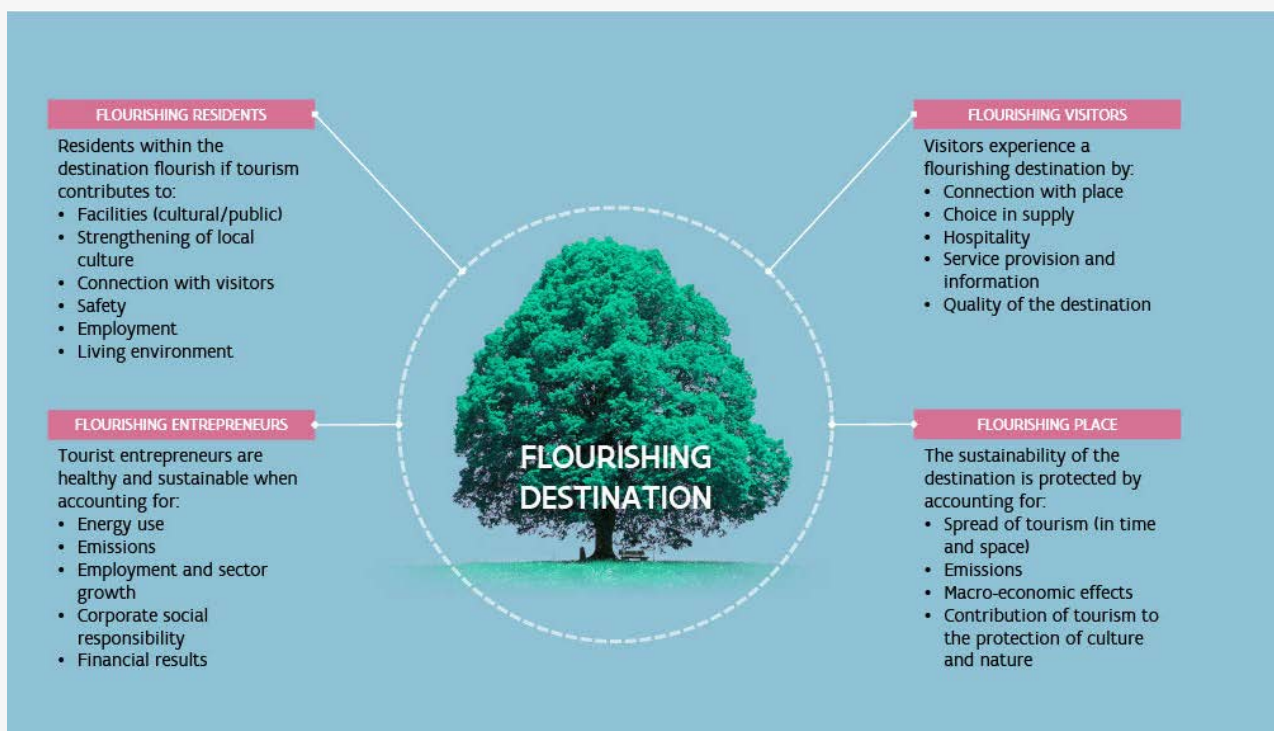 FLOURISHING RESIDENTS
Residents within the
destination flourish if tourism
contributes to:
• Facilities (cultural/public)
• Strengthening of local
culture
• Connection with visitors
• Safety
• Employment
• Living environment
FLOURISHING VISITORS
Visitors experience a
flourishing destination by:
• Connection with place
• Choice in supply
• Hospitality
• Service provision and
information
• Quality of the destination
FLOURISHING
DESTINATION
FLOURISHING ENTREPRENEURS
Tourist entrepreneurs are
healthy and sustainable when
accounting for:
• Energy use
• Emissions
• Employment and sector
growth
• Corporate social
responsibility
• Financial results
FLOURISHING PLACE
The sustainability of the
destination is protected by
accounting for:
• Spread of tourism (in time
and space)
• Emissions
• Macro-economic effects
• Contribution of tourism to
the protection of culture
and nature